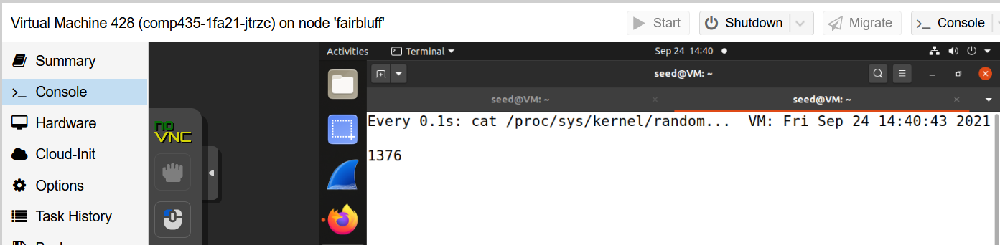 Virtual Machine 428 (comp435-1fa21-jtrzc) on node 'fairbluff'
Start
Shutdown
Migrate
>_ Console
Summary
>_ Console
Hardware
Cloud-Init
Options
Task History
no
VNC
Activities
Terminal
Sep 24 14:40
seed@VM: ~
seed@VM: ~
seed@VM: ~
Every 0.1s: cat /proc/sys/kernel/random... VM: Fri Sep 24 14:40:43 2021
1376